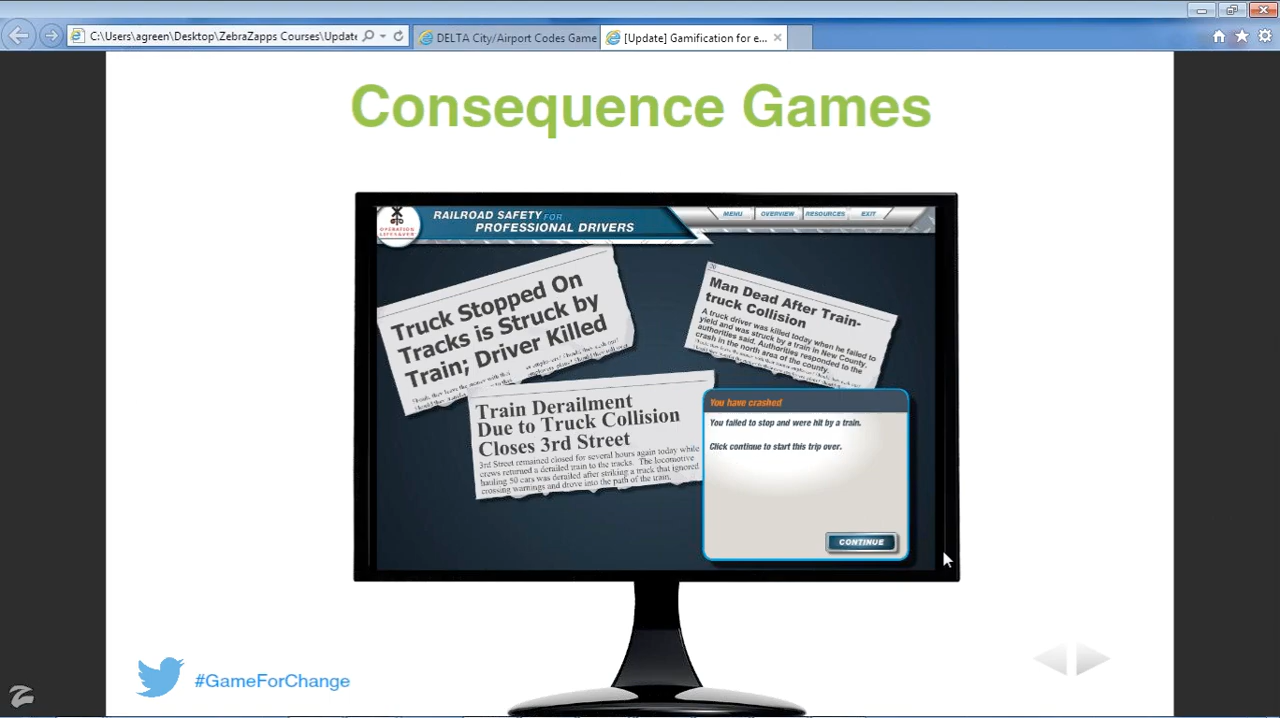 C:\Users\agreen\Desktop\ZebraZapps Courses\Update
DELTA City/Airport Codes Game
[Update] Gamification for e...
Consequence Games
OPERATION
LIFESAVER
RAILROAD SAFETY FOR
PROFESSIONAL DRIVERS
MENU
OVERVIEW
RESOURCES
EXIT
Truck Stopped On
Tracks is Struck by
Train; Driver Killed
Man Dead After Train-
truck Collision
A truck driver was killed today when he failed to
yield and was struck by a train in New County,
authorities said. Authorities responded to the
crash in the north area of the county.
Train Derailment
Due to Truck Collision
Closes 3rd Street
3rd Street remained closed for several hours again today while
crews returned a derailed train to the tracks. The locomotive
hauling 50 cars was derailed after striking a truck that ignored
crossing warnings and drove into the path of the train.
You have crashed
You failed to stop and were hit by a train.
Click continue to start this trip over.
CONTINUE
#GameForChange